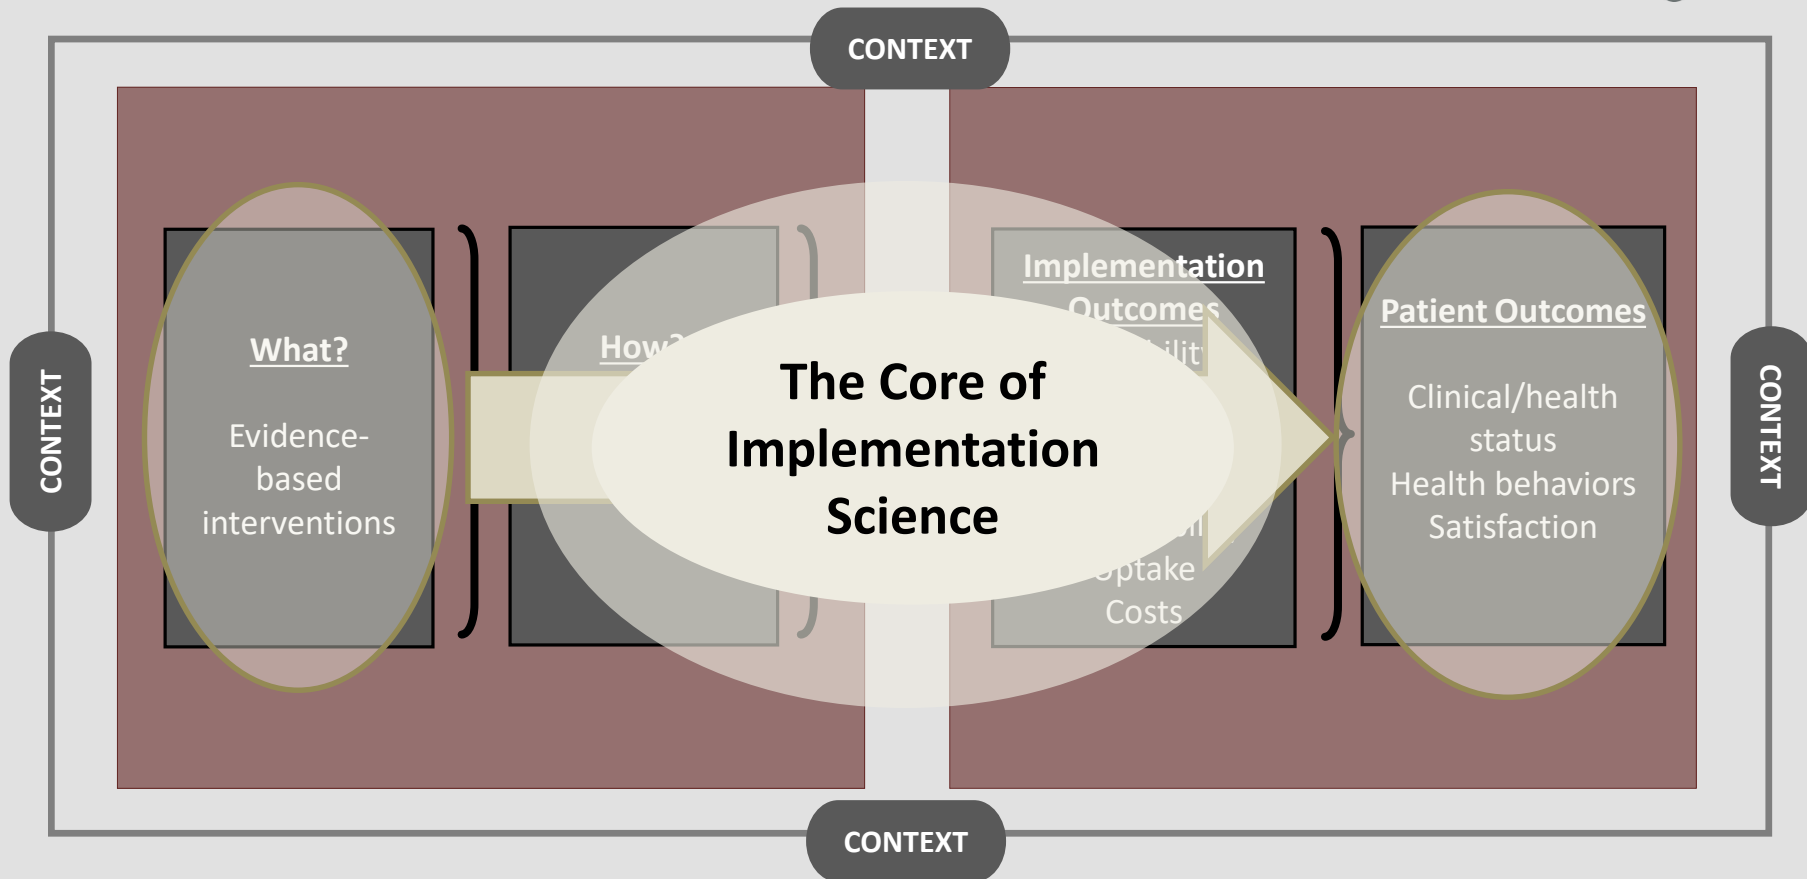 CONTEXT
CONTEXT
What?
Evidence-
based
interventions
How?
The Core of
Implementation
Science
Implementation
Outcomes
Uptake
Costs
Patient Outcomes
Clinical/health
status
Health behaviors
Satisfaction
CONTEXT
CONTEXT